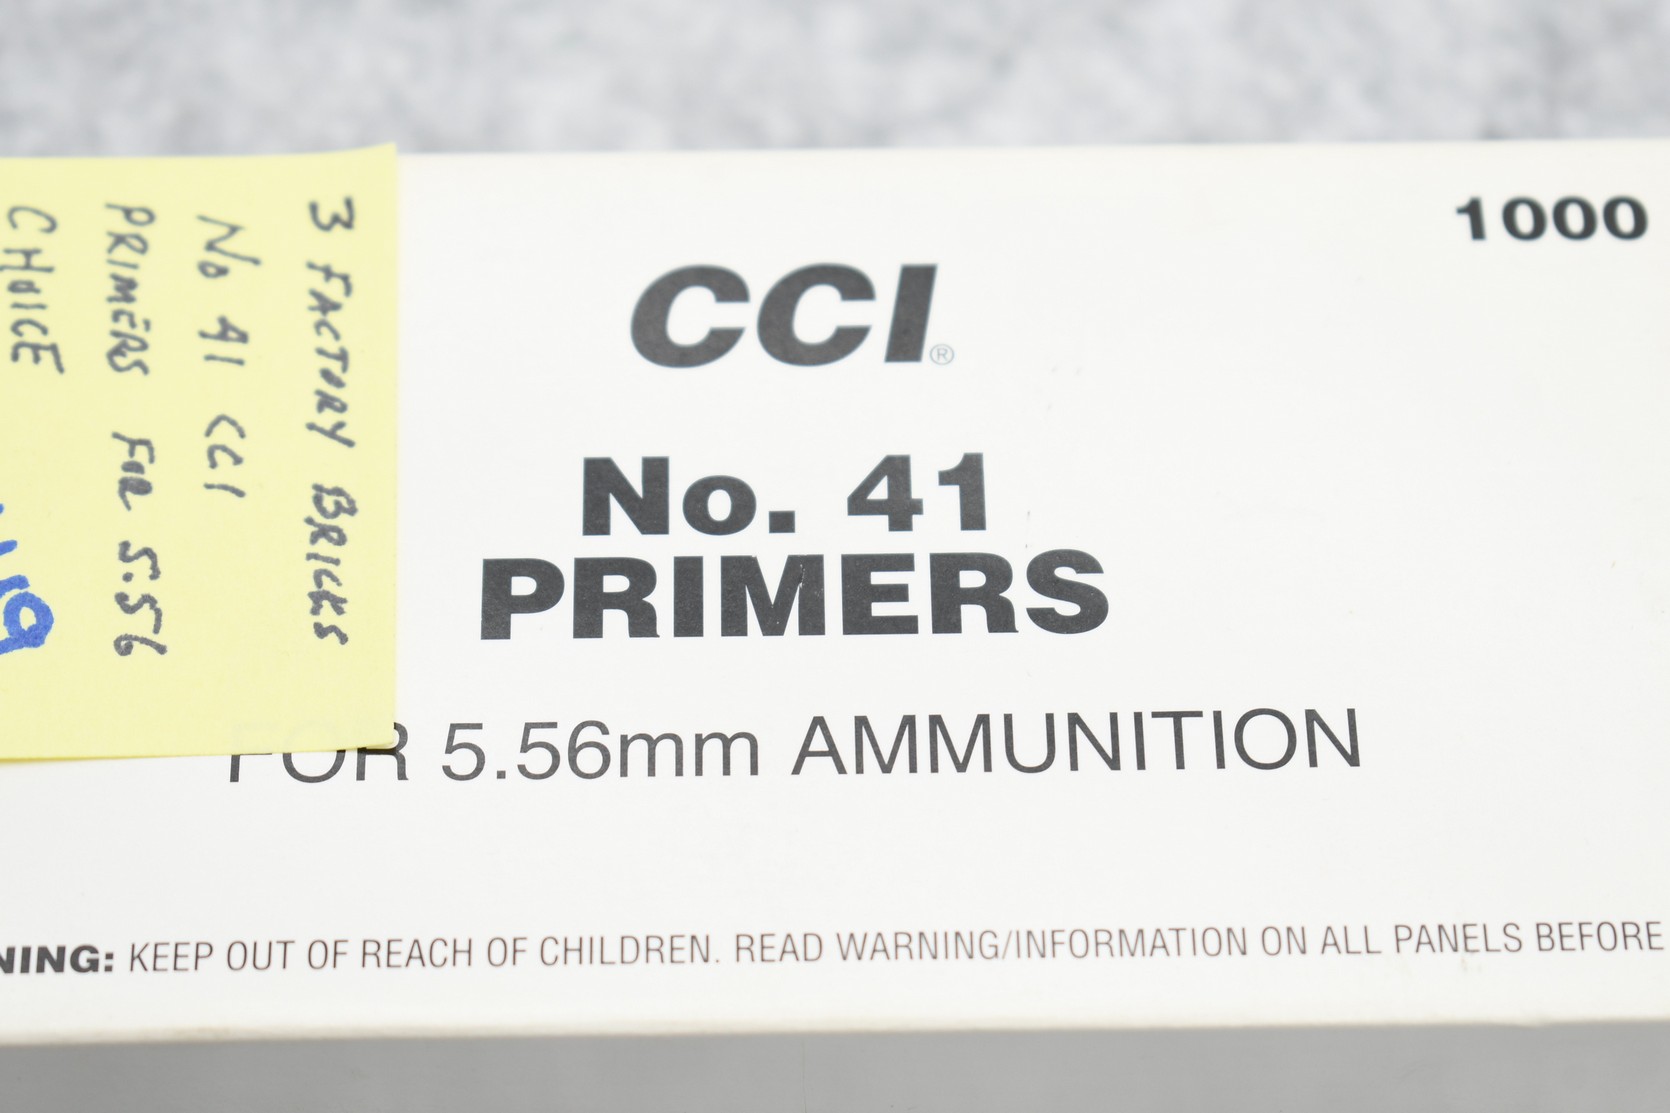 3 FACTORY BRICKS
No 41 CCI
PRIMERS FOR 5.56
CHOICE
1000
CCI®
No. 41
PRIMERS
FOR 5.56mm AMMUNITION
NING: KEEP OUT OF REACH OF CHILDREN. READ WARNING/INFORMATION ON ALL PANELS BEFORE